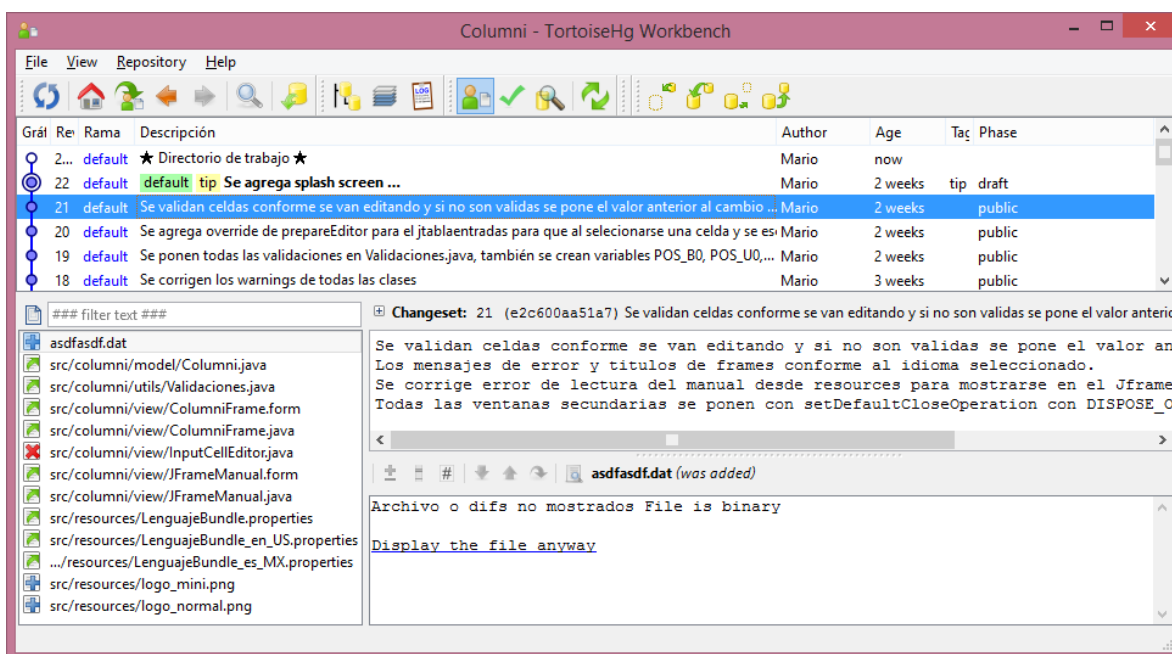 Columni - TortoiseHg Workbench
File View Repository Help
LOG
Gráf Rev Rama Descripción Author Age Tag Phase
2... default ★ Directorio de trabajo ★ Mario now
22 default default tip Se agrega splash screen ... Mario 2 weeks tip draft
21 default Se validan celdas conforme se van editando y si no son validas se pone el valor anterior al cambio ... Mario 2 weeks public
20 default Se agrega override de prepareEditor para el jtablaentradas para que al selecionarse una celda y se es Mario 2 weeks public
19 default Se ponen todas las validaciones en Validaciones.java, también se crean variables POS_B0, POS_U0,... Mario 2 weeks public
18 default Se corrigen los warnings de todas las clases Mario 3 weeks public
### filter text ###
Changeset: 21 (e2c600aa51a7) Se validan celdas conforme se van editando y si no son validas se pone el valor anterio
asdfasdf.dat
src/columni/model/Columni.java
src/columni/utils/Validaciones.java
src/columni/view/ColumniFrame.form
src/columni/view/ColumniFrame.java
src/columni/view/InputCellEditor.java
src/columni/view/JFrameManual.form
src/columni/view/JFrameManual.java
src/resources/LenguajeBundle.properties
src/resources/LenguajeBundle_en_US.properties
.../resources/LenguajeBundle_es_MX.properties
src/resources/logo_mini.png
src/resources/logo_normal.png
Se validan celdas conforme se van editando y si no son validas se pone el valor an
Los mensajes de error y titulos de frames conforme al idioma seleccionado.
Se corrige error de lectura del manual desde resources para mostrarse en el Jframe
Todas las ventanas secundarias se ponen con setDefaultCloseOperation con DISPOSE_O
# asdfasdf.dat (was added)
Archivo o difs no mostrados File is binary
Display the file anyway